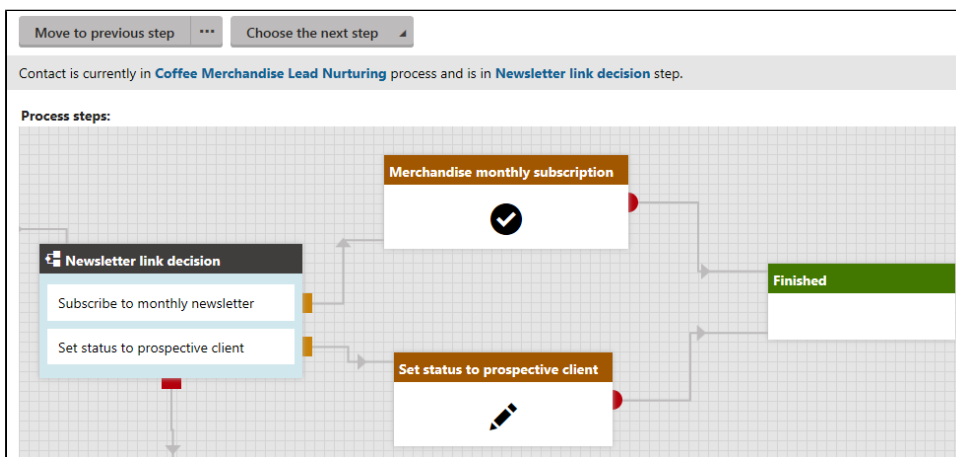 Move to previous step ••• Choose the next step
Contact is currently in Coffee Merchandise Lead Nurturing process and is in Newsletter link decision step.
Process steps:
Merchandise monthly subscription
Newsletter link decision
Subscribe to monthly newsletter
Set status to prospective client
Finished
Set status to prospective client